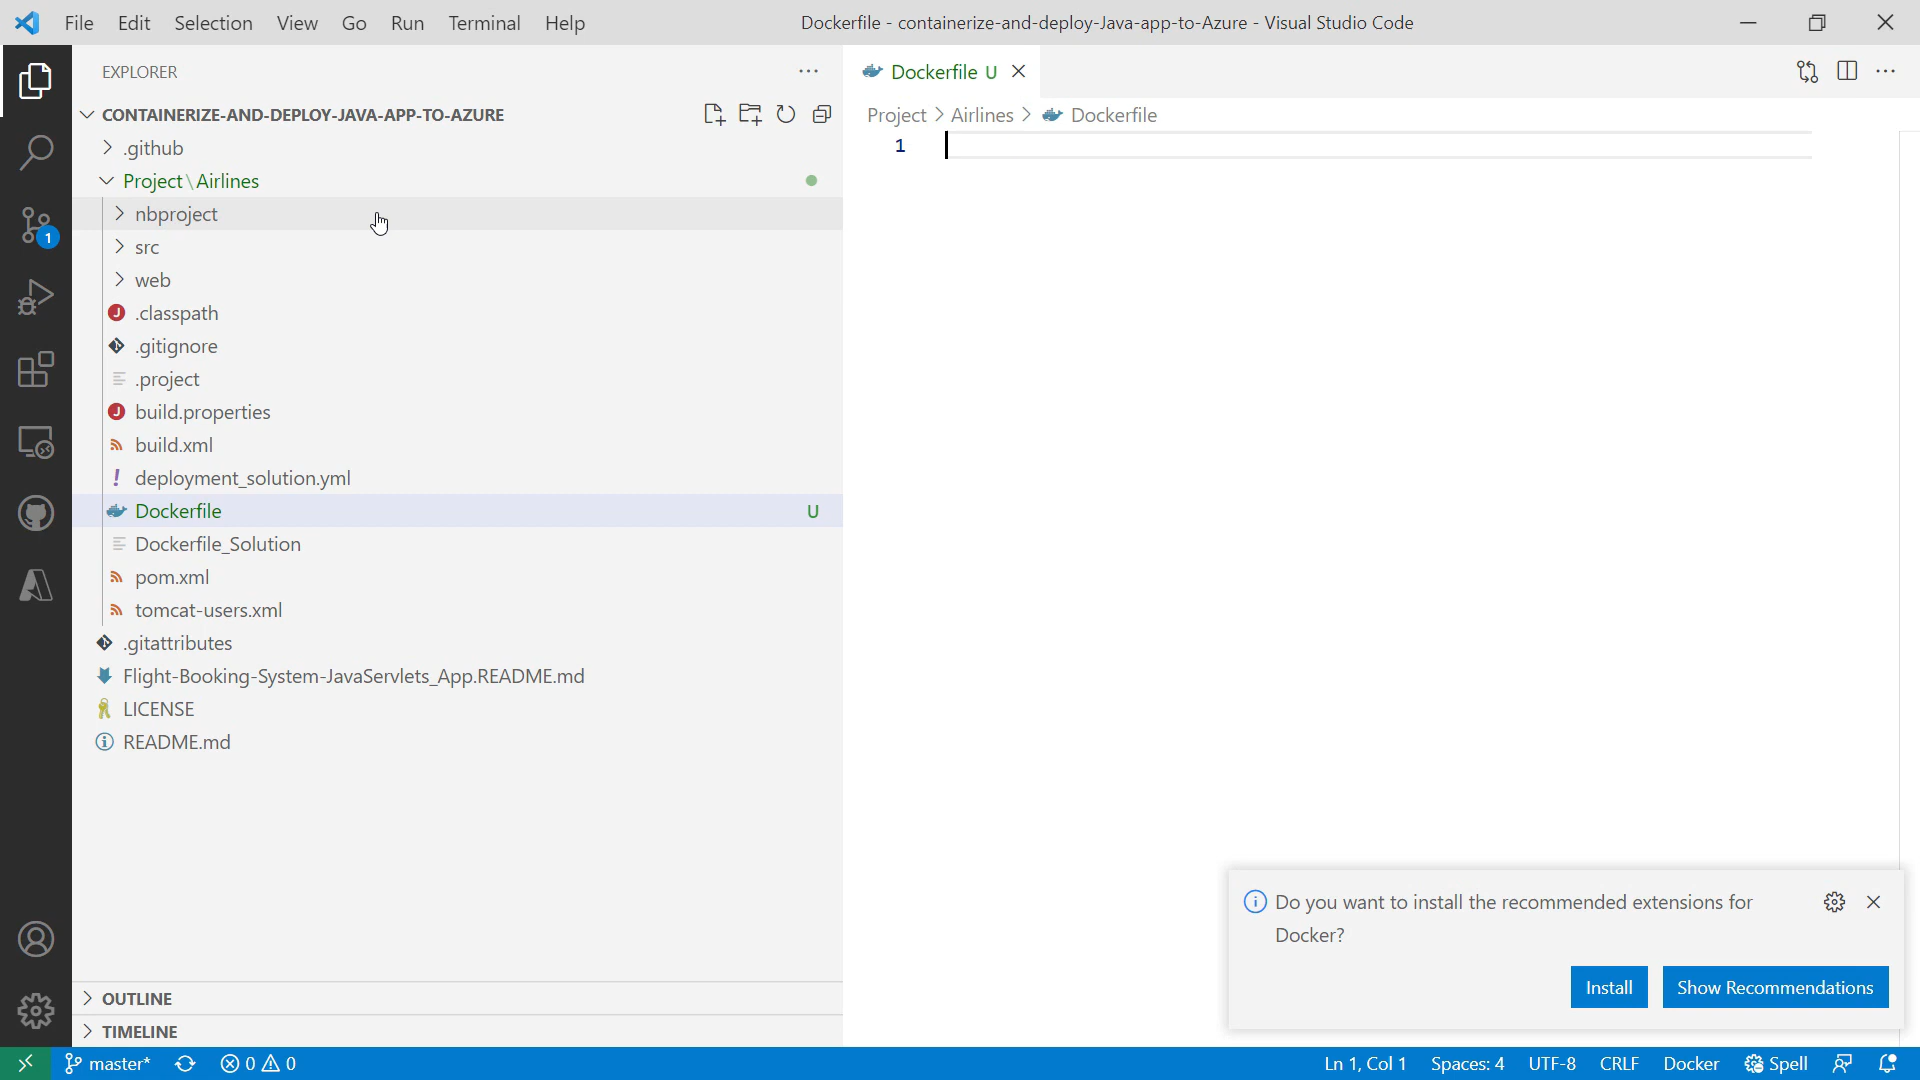 File Edit Selection View Go Run Terminal Help
Dockerfile - containerize-and-deploy-Java-app-to-Azure - Visual Studio Code
EXPLORER
CONTAINERIZE-AND-DEPLOY-JAVA-APP-TO-AZURE
.github
Project\Airlines
nbproject
src
web
.classpath
.gitignore
.project
build.properties
build.xml
deployment_solution.yml
Dockerfile U
Dockerfile_Solution
pom.xml
tomcat-users.xml
.gitattributes
Flight-Booking-System-JavaServlets_App.README.md
LICENSE
README.md
OUTLINE
TIMELINE
1
Dockerfile U
Project > Airlines > Dockerfile
1
Do you want to install the recommended extensions for
Docker?
Install Show Recommendations
master* 0 0 Ln 1, Col 1 Spaces: 4 UTF-8 CRLF Docker Spell